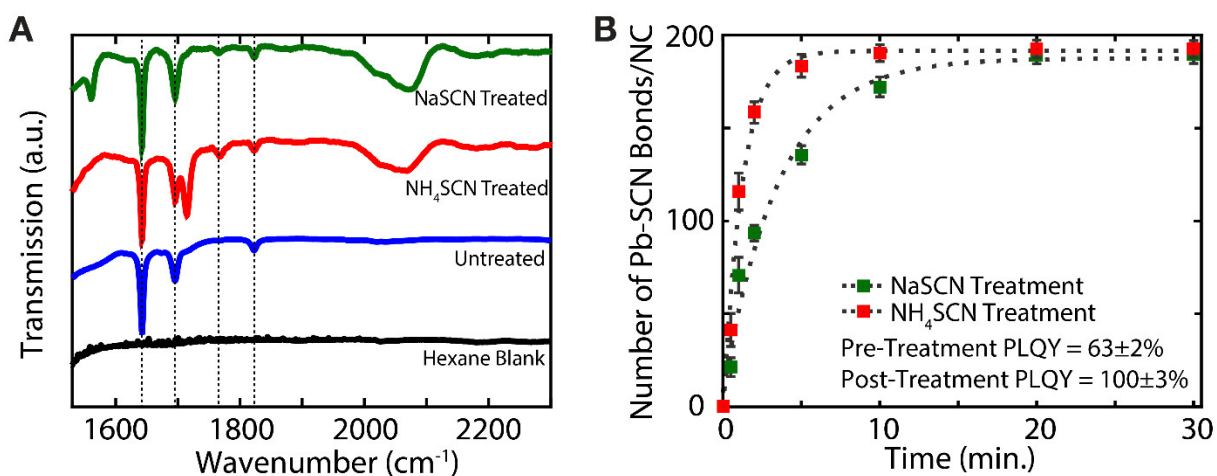 A
Transmission (a.u.)
NaSCN Treated
NH₄SCN Treated
Untreated
Hexane Blank
1600 1800 2000 2200
Wavenumber (cm⁻¹)
B
Number of Pb-SCN Bonds/NC
200
100
0
NaSCN Treatment
NH₄SCN Treatment
Pre-Treatment PLQY = 63±2%
Post-Treatment PLQY = 100±3%
0 10 20 30
Time (min.)